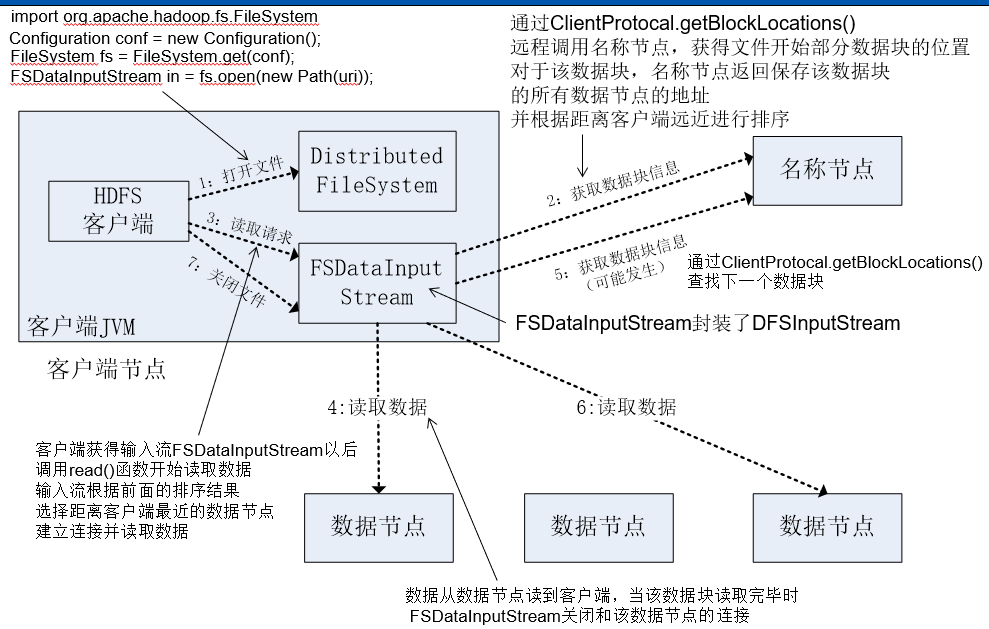 import org.apache.hadoop.fs.FileSystem
Configuration conf = new Configuration();
FileSystem fs = FileSystem.get(conf);
FSDataInputStream in = fs.open(new Path(uri));
通过ClientProtocal.getBlockLocations()
远程调用名称节点，获得文件开始部分数据块的位置
对于该数据块，名称节点返回保存该数据块
的所有数据节点的地址
并根据距离客户端远近进行排序
HDFS
客户端
1：打开文件
Distributed
FileSystem
2：获取数据块信息
名称节点
3：读取请求
7：关闭文件
FSDataInput
Stream
5：获取数据块信息
（可能发生）
通过ClientProtocal.getBlockLocations()
查找下一个数据块
客户端JVM
FSDataInputStream封装了DFSInputStream
客户端节点
4:读取数据
6:读取数据
客户端获得输入流FSDataInputStream以后
调用read()函数开始读取数据
输入流根据前面的排序结果
选择距离客户端最近的数据节点
建立连接并读取数据
数据节点
数据节点
数据节点
数据从数据节点读到客户端，当该数据块读取完毕时
FSDataInputStream关闭和该数据节点的连接